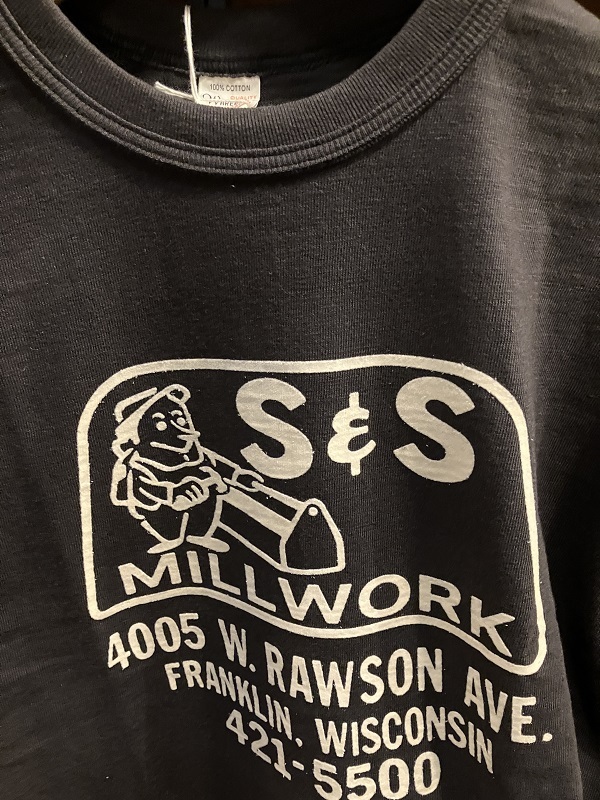 100% COTTON
S & S
MILLWORK
4005 W. RAWSON AVE.
FRANKLIN. WISCONSIN
421-5500